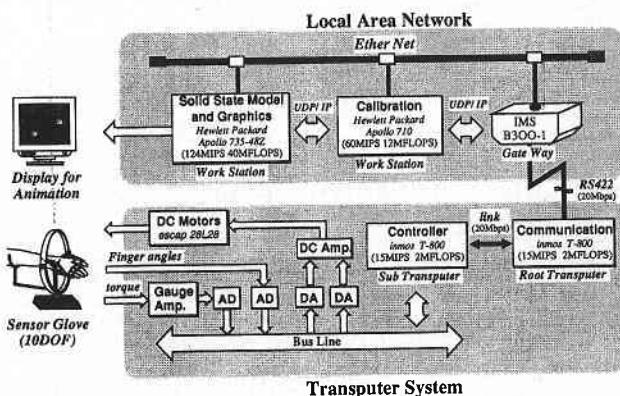 Local Area Network
Ether Net
Solid State Model
and Graphics
Hewlett Packard
Apollo 735-48Z
(124MIPS 40MFLOPS)
Work Station
UDP/ IP
Calibration
Hewlett Packard
Apollo 710
(60MIPS 12MFLOPS)
Work Station
UDP/ IP
IMS
B3OO-1
Gate Way
RS422
(20Mbps)
Display for
Animation
DC Motors
escap 28L28
DC Amp.
Controller
inmos T-800
(15MIPS 2MFLOPS)
Sub Transputer
link
(20Mbps)
Communication
inmos T-800
(15MIPS 2MFLOPS)
Root Transputer
Finger angles
torque
Gauge
Amp.
AD
AD
DA
DA
Bus Line
Sensor Glove
(10DOF)
Transputer System